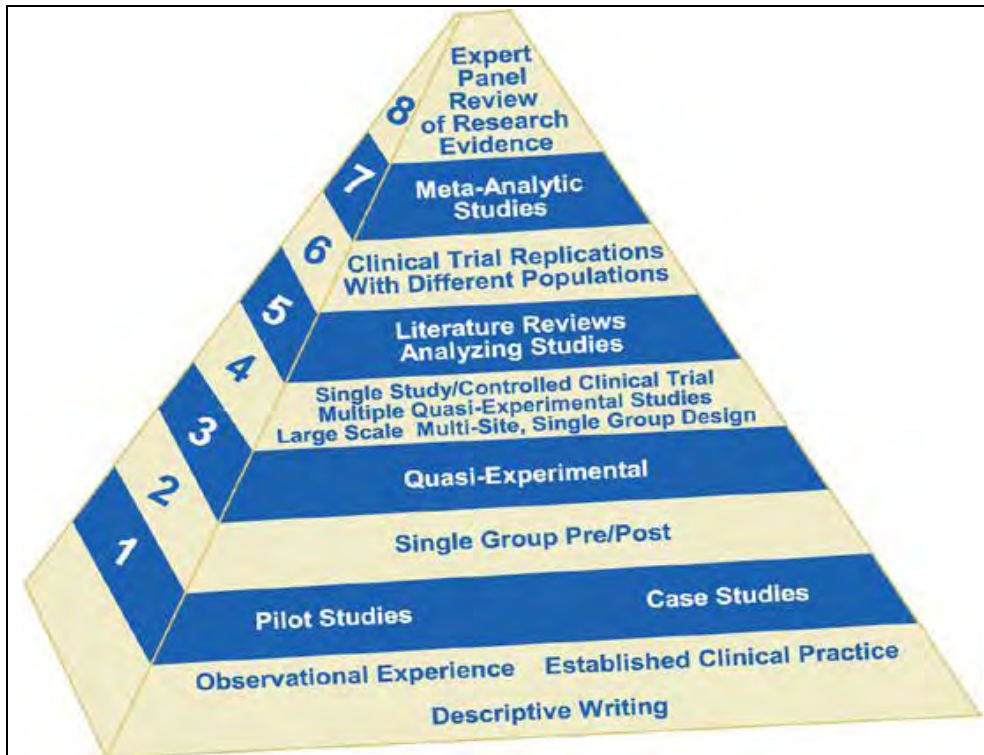 8
Expert
Panel
Review
of Research
Evidence
7
Meta-Analytic
Studies
6
Clinical Trial Replications
With Different Populations
5
Literature Reviews
Analyzing Studies
4
Single Study/Controlled Clinical Trial
Multiple Quasi-Experimental Studies
Large Scale Multi-Site, Single Group Design
3
Quasi-Experimental
2
Single Group Pre/Post
1
Pilot Studies Case Studies
Observational Experience Established Clinical Practice
Descriptive Writing